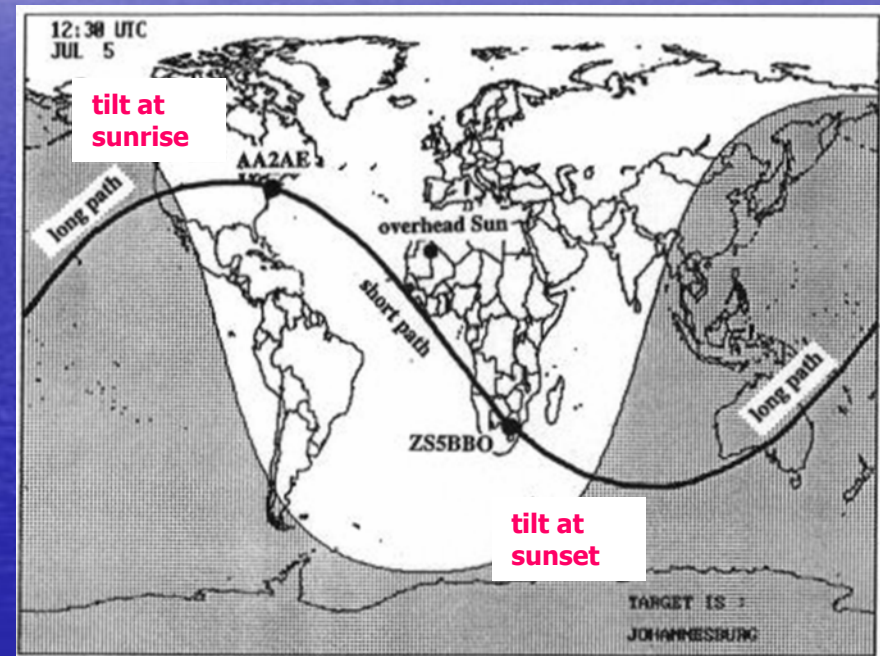 12:30 UTC
JUL 5
tilt at
sunrise
AA2AE
long path
overhead Sun
short path
long path
ZS5BBO
tilt at
sunset
TARGET IS :
JOHANNESBURG